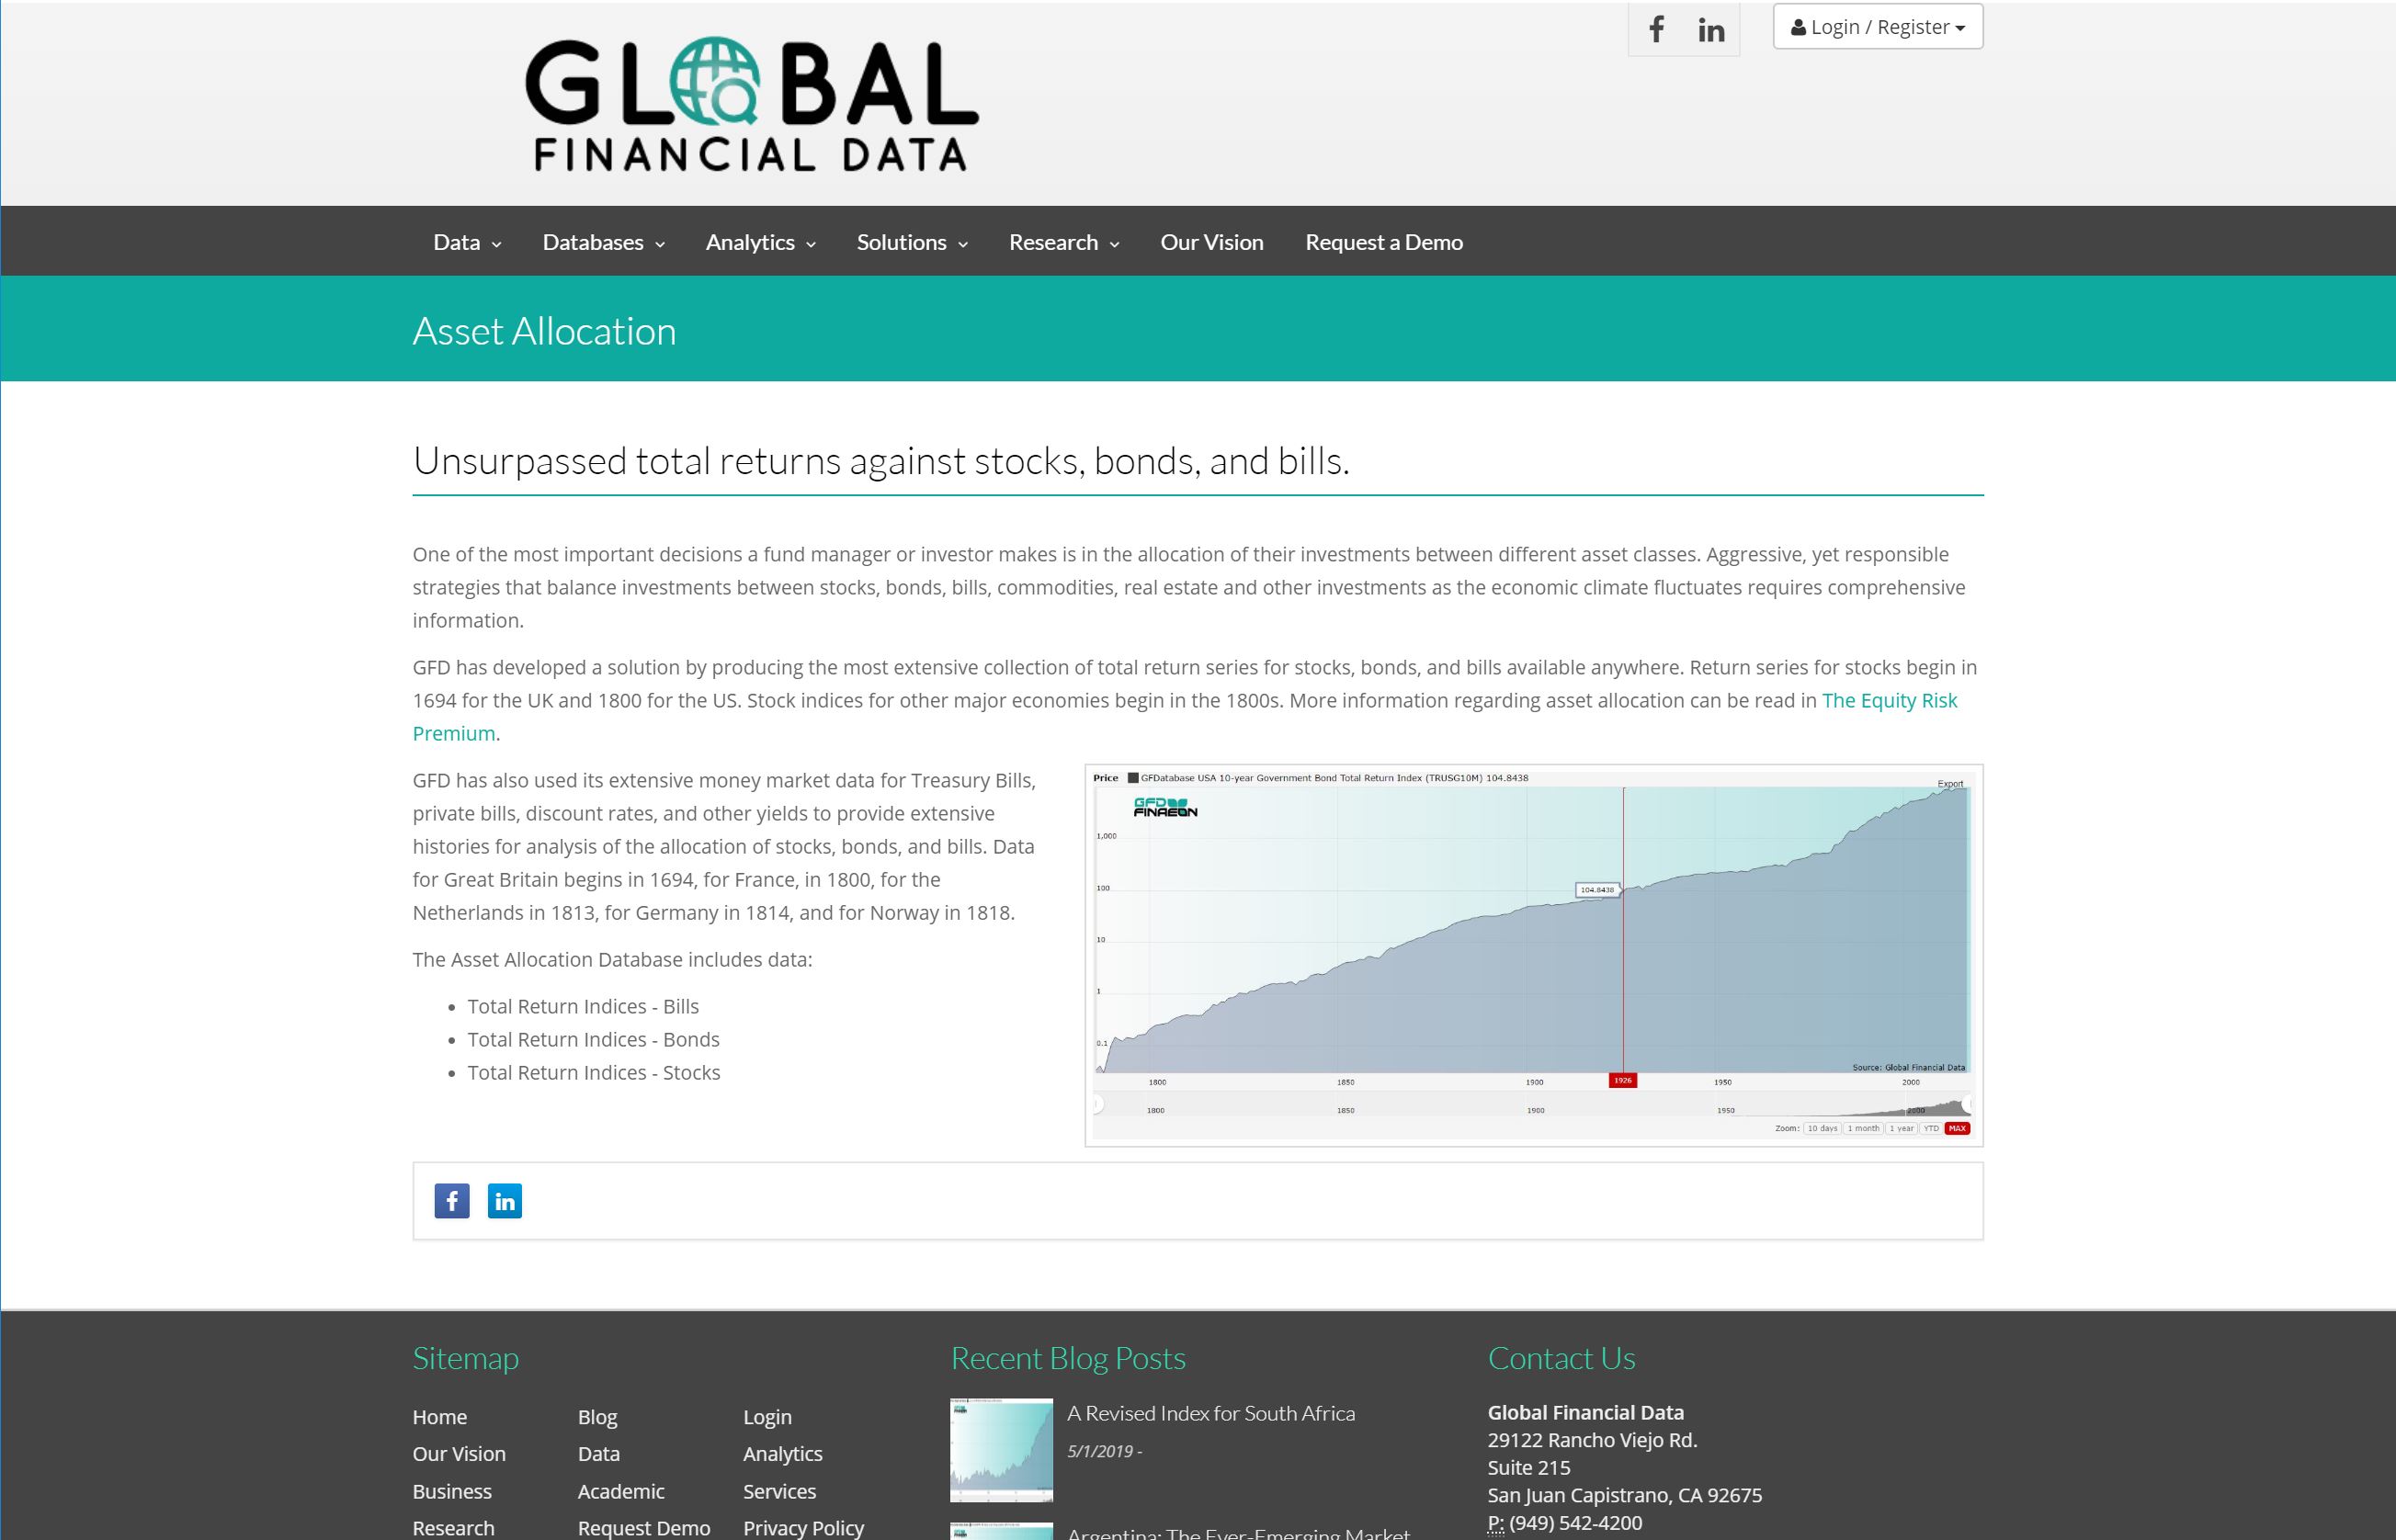 GLOBAL
FINANCIAL DATA
Login / Register
Data
Databases
Analytics
Solutions
Research
Our Vision
Request a Demo
Asset Allocation
Unsurpassed total returns against stocks, bonds, and bills.
One of the most important decisions a fund manager or investor makes is in the allocation of their investments between different asset classes. Aggressive, yet responsible
strategies that balance investments between stocks, bonds, bills, commodities, real estate and other investments as the economic climate fluctuates requires comprehensive
information.
GFD has developed a solution by producing the most extensive collection of total return series for stocks, bonds, and bills available anywhere. Return series for stocks begin in
1694 for the UK and 1800 for the US. Stock indices for other major economies begin in the 1800s. More information regarding asset allocation can be read in The Equity Risk
Premium.
GFD has also used its extensive money market data for Treasury Bills,
private bills, discount rates, and other yields to provide extensive
histories for analysis of the allocation of stocks, bonds, and bills. Data
for Great Britain begins in 1694, for France, in 1800, for the
Netherlands in 1813, for Germany in 1814, and for Norway in 1818.
The Asset Allocation Database includes data:
• Total Return Indices - Bills
• Total Return Indices - Bonds
• Total Return Indices - Stocks
Price GFDatabase USA 10-year Government Bond Total Return Index (TRUSG10M) 104.8438
Export
GFD
FINAEON
1,000
100
104.8438
10
1
0.1
Source: Global Financial Data
1800 1850 1900 1926 1950 2000
1800 1850 1900 1950 2000
Zoom: 10 days 1 month 1 year YTD MAX
Sitemap
Home Blog Login
Our Vision Data Analytics
Business Academic Services
Research Request Demo Privacy Policy
Recent Blog Posts
A Revised Index for South Africa
5/1/2019 -
Argentina: The Ever-Emerging Market
Contact Us
Global Financial Data
29122 Rancho Viejo Rd.
Suite 215
San Juan Capistrano, CA 92675
P: (949) 542-4200